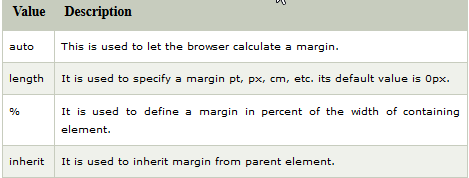 Value Description
auto This is used to let the browser calculate a margin.
length It is used to specify a margin pt, px, cm, etc. its default value is 0px.
% It is used to define a margin in percent of the width of containing
element.
inherit It is used to inherit margin from parent element.